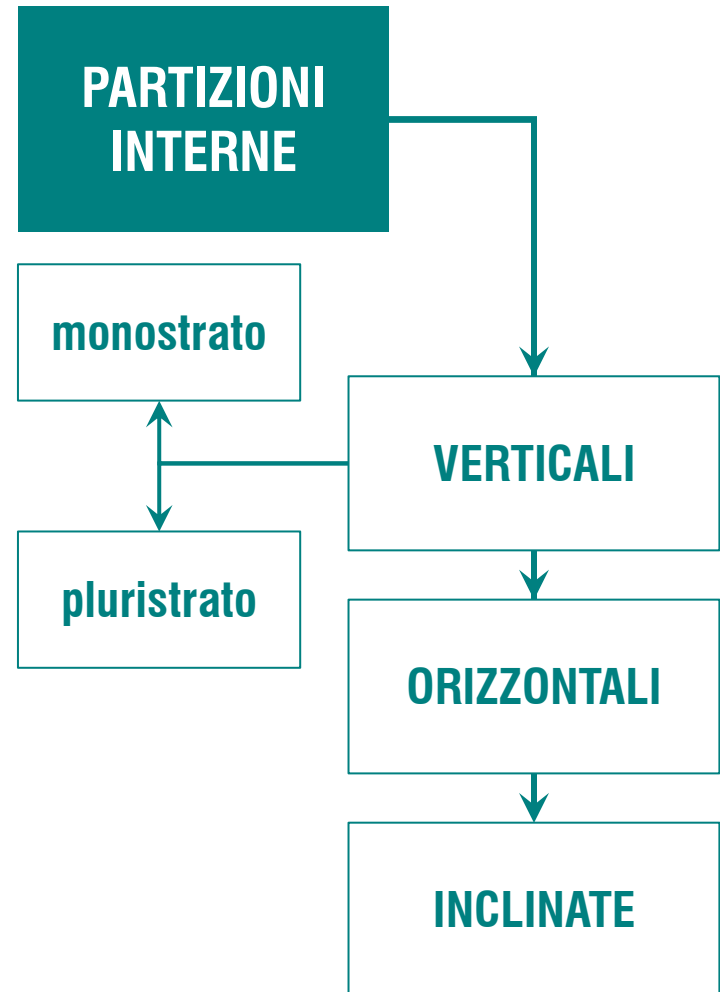 PARTIZIONI
INTERNE
monostrato
VERTICALI
pluristrato
ORIZZONTALI
INCLINATE